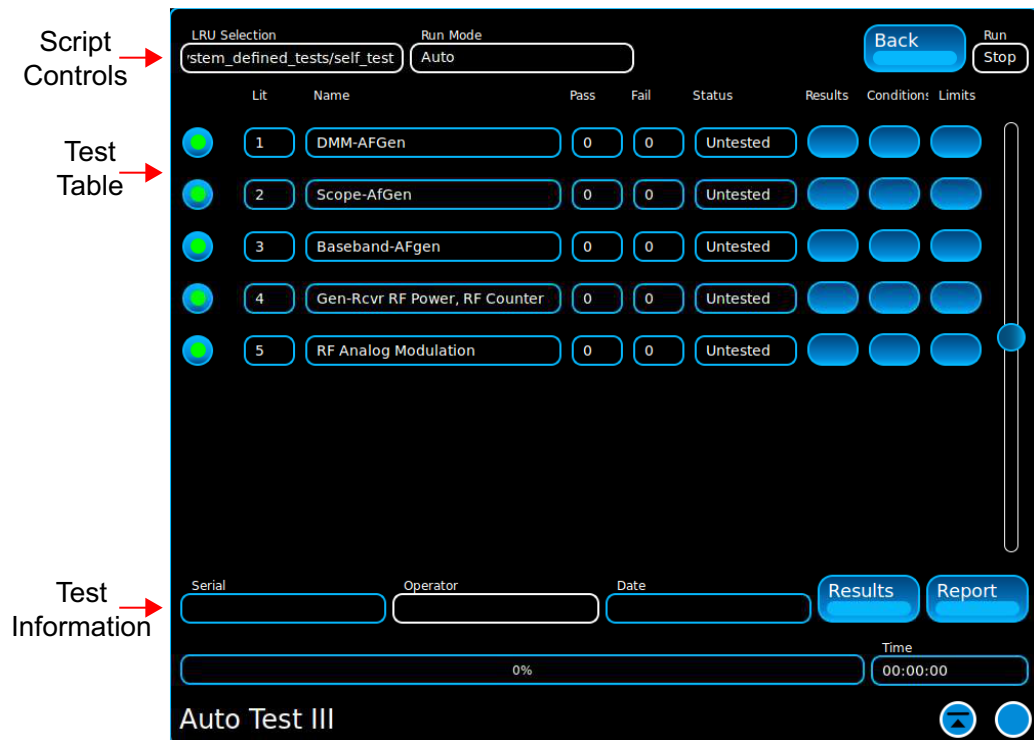 Script
Controls
LRU Selection Run Mode Run
stem_defined_tests/self_test Auto Back Stop
Lit Name Pass Fail Status Results Conditions Limits
Test
Table
1 DMM-AFGen 0 0 Untested
2 Scope-AfGen 0 0 Untested
3 Baseband-AFgen 0 0 Untested
4 Gen-Rcvr RF Power, RF Counter 0 0 Untested
5 RF Analog Modulation 0 0 Untested
Test
Information
Serial Operator Date Results Report
Time
0% 00:00:00
Auto Test III